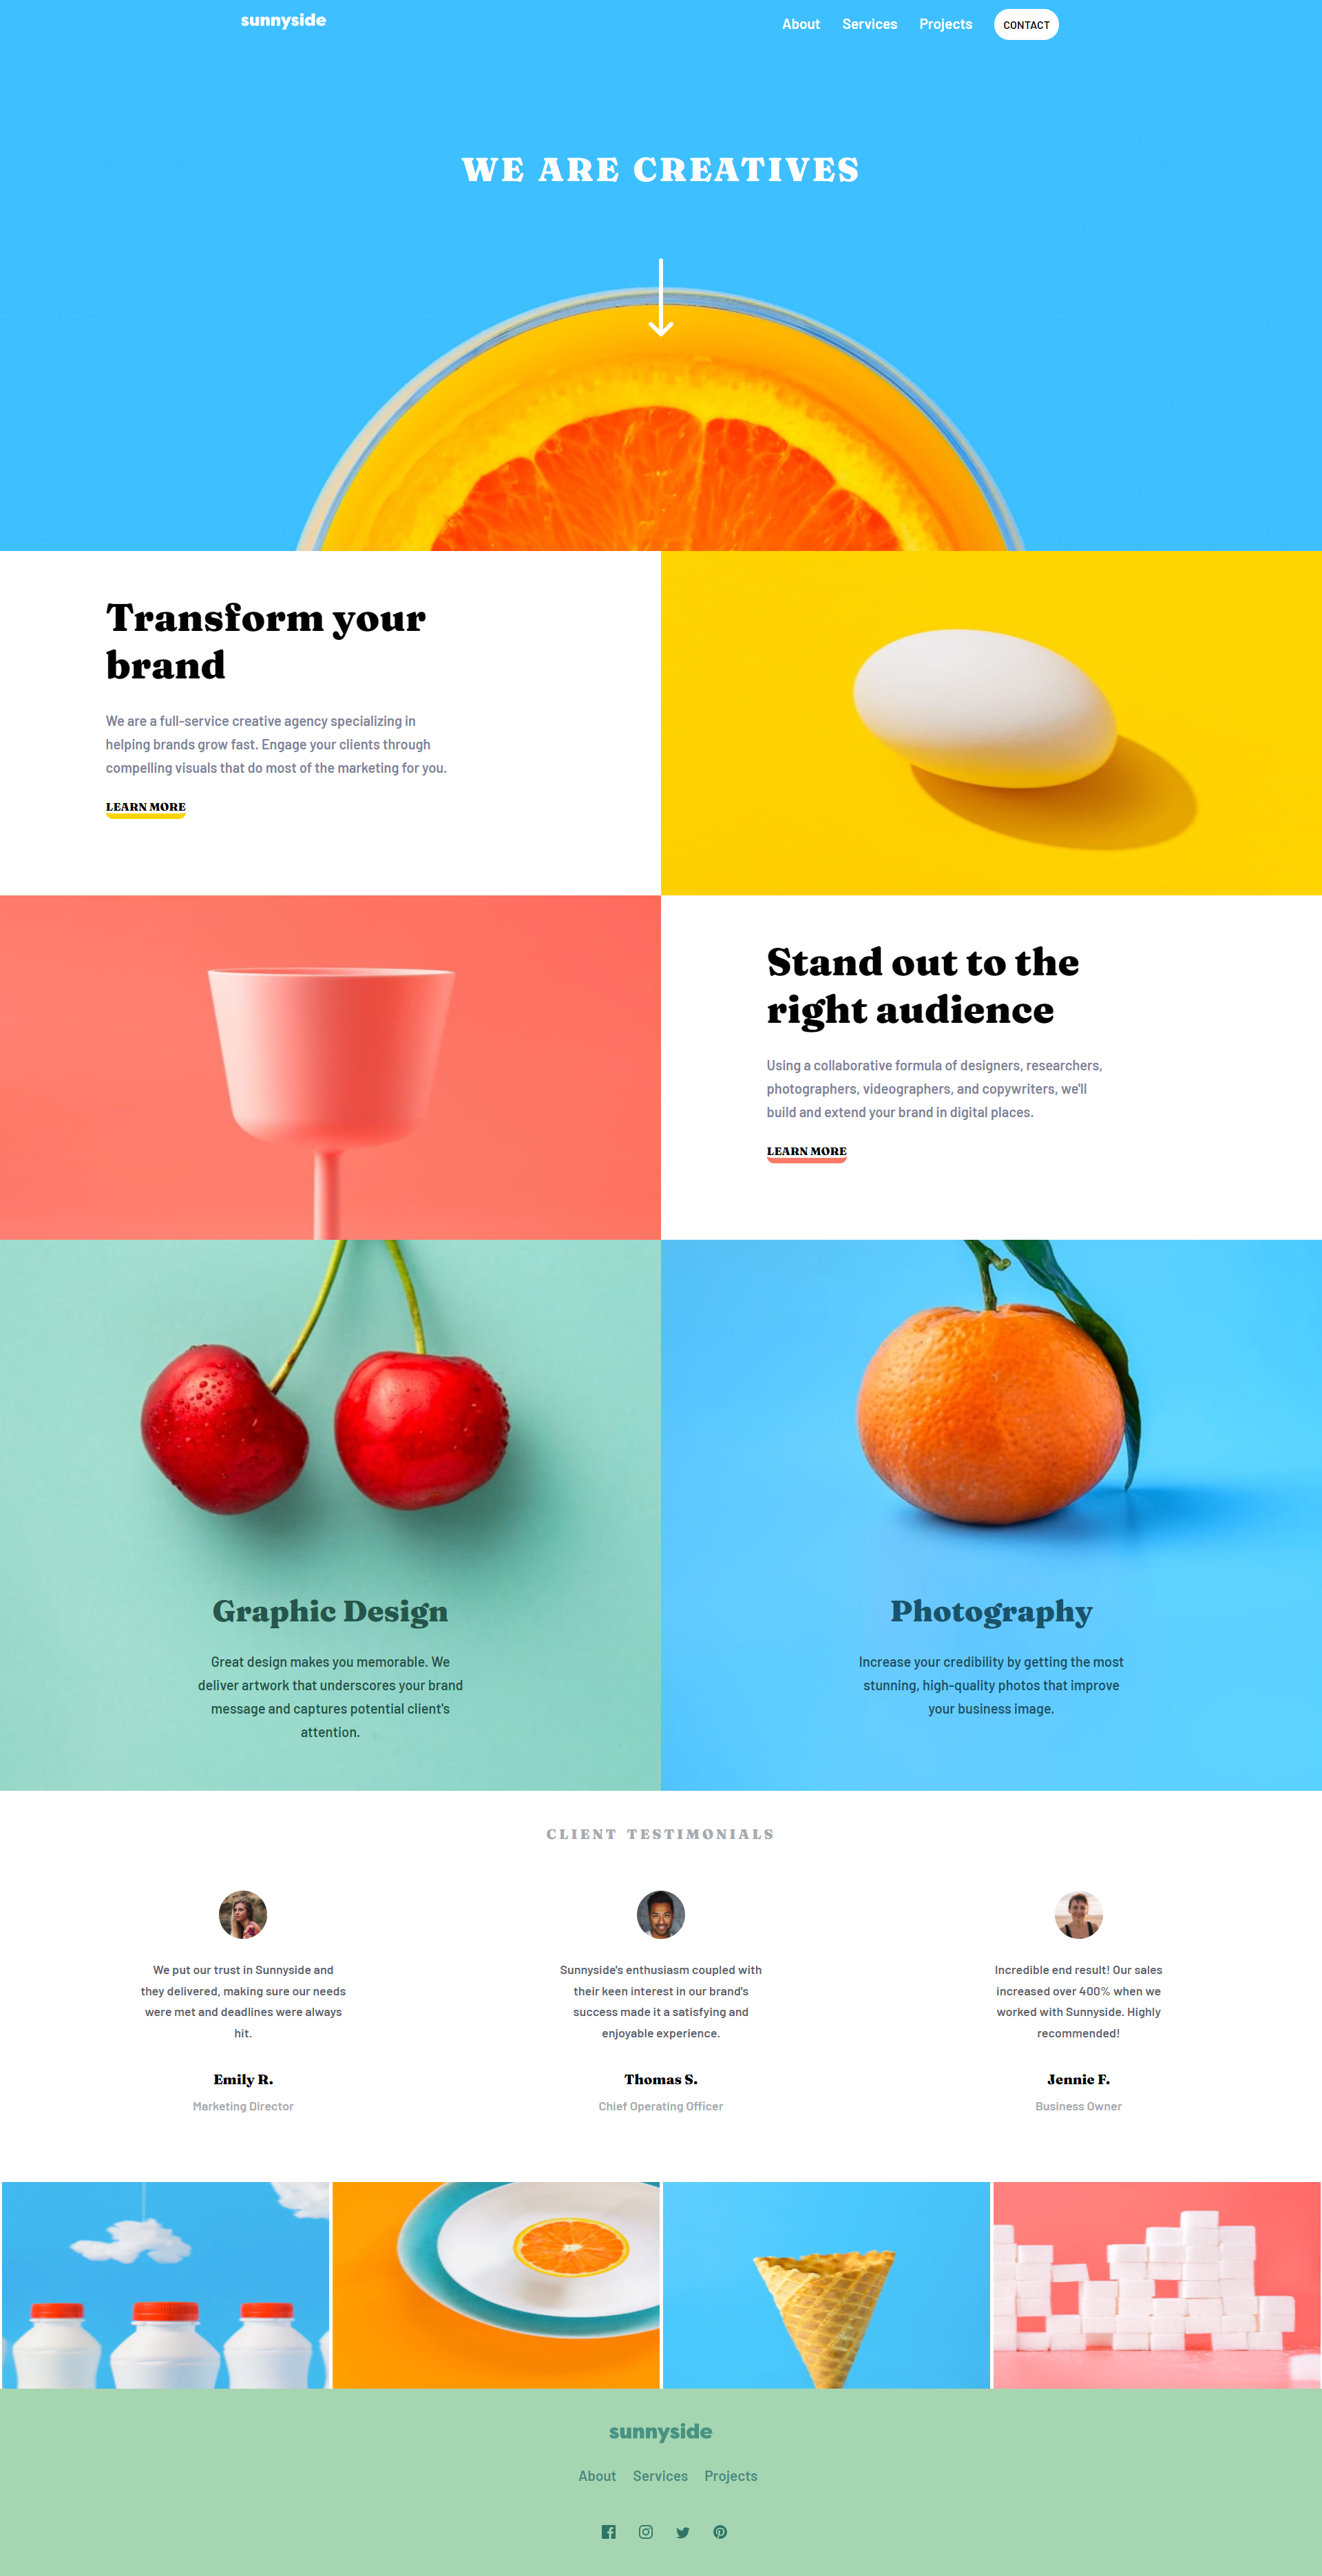 sunnyside
About Services Projects CONTACT
WE ARE CREATIVES
Transform your
brand
We are a full-service creative agency specializing in
helping brands grow fast. Engage your clients through
compelling visuals that do most of the marketing for you.
LEARN MORE
Stand out to the
right audience
Using a collaborative formula of designers, researchers,
photographers, videographers, and copywriters, we'll
build and extend your brand in digital places.
LEARN MORE
Graphic Design
Great design makes you memorable. We
deliver artwork that underscores your brand
message and captures potential client's
attention.
Photography
Increase your credibility by getting the most
stunning, high-quality photos that improve
your business image.
CLIENT TESTIMONIALS
We put our trust in Sunnyside and
they delivered, making sure our needs
were met and deadlines were always
hit.
Emily R.
Marketing Director
Sunnyside's enthusiasm coupled with
their keen interest in our brand's
success made it a satisfying and
enjoyable experience.
Thomas S.
Chief Operating Officer
Incredible end result! Our sales
increased over 400% when we
worked with Sunnyside. Highly
recommended!
Jennie F.
Business Owner
sunnyside
About Services Projects